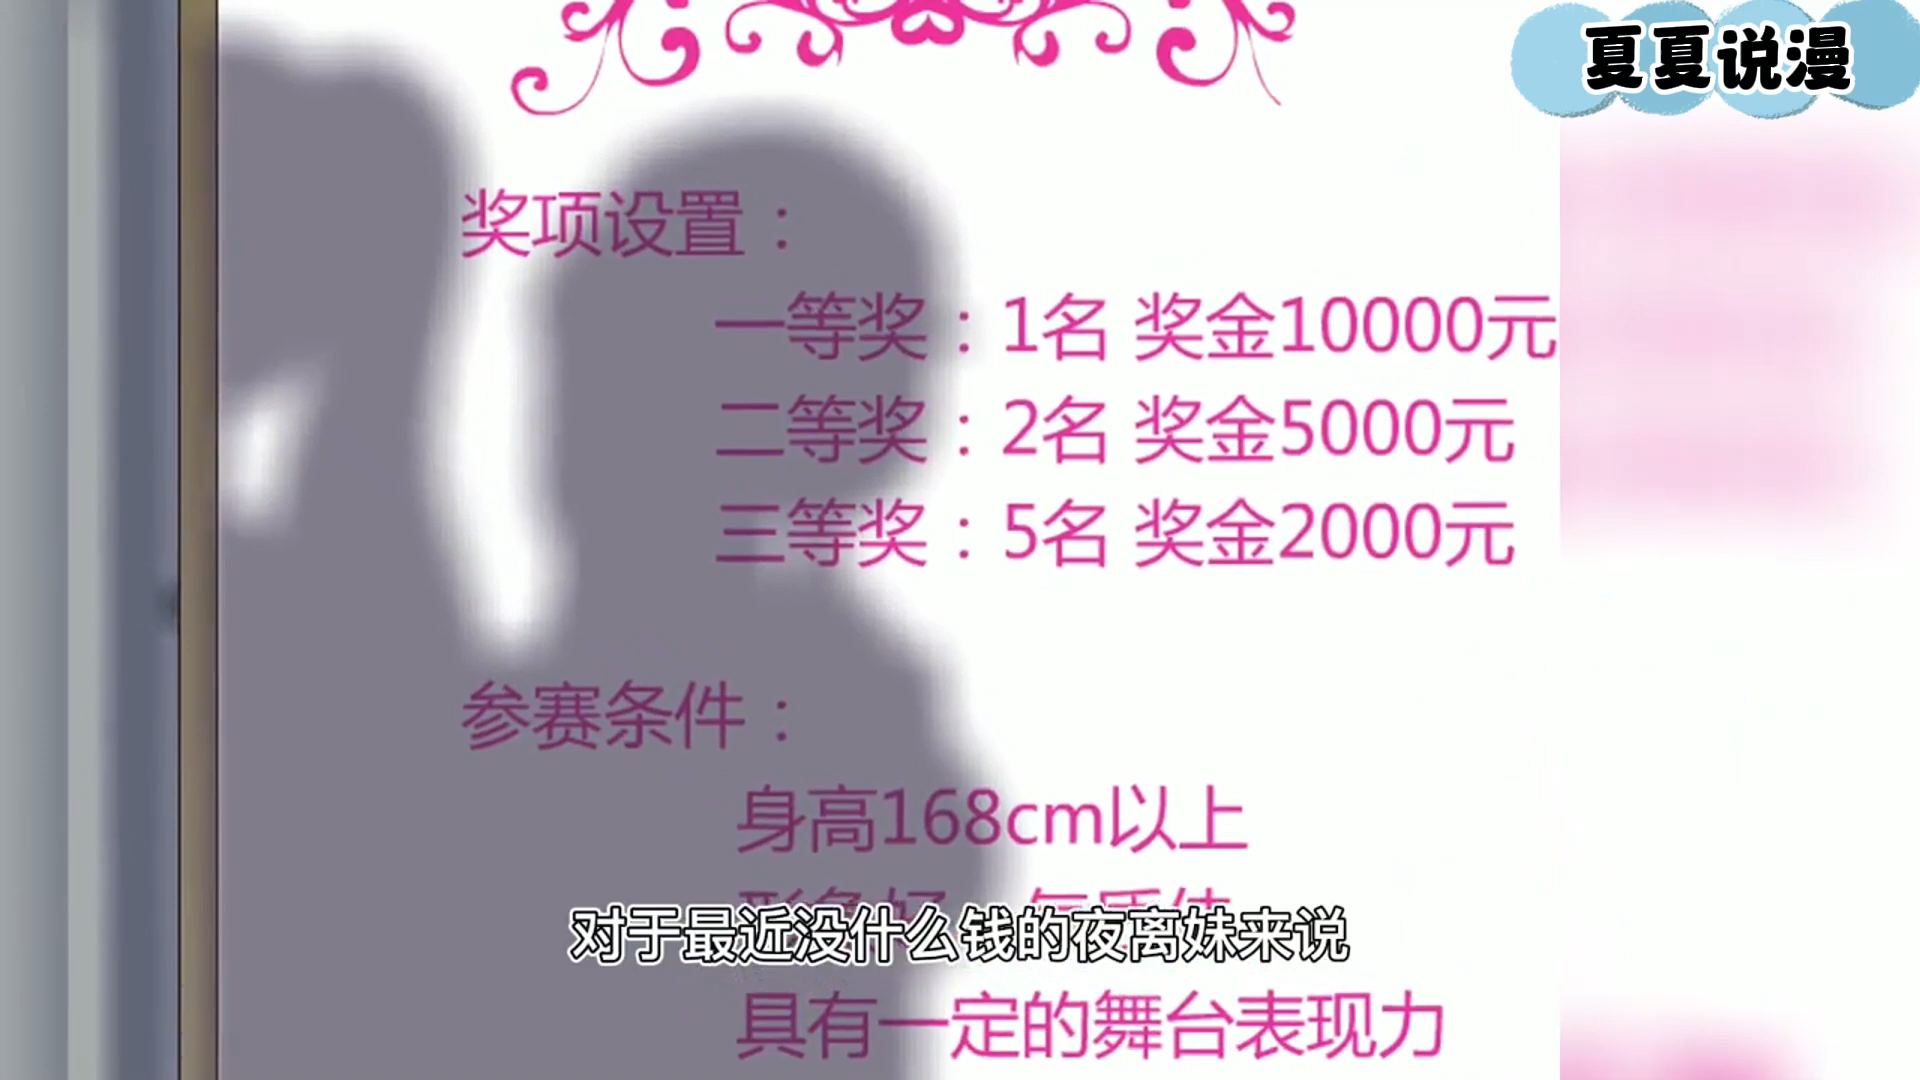 夏夏说漫
奖项设置：
一等奖：1名 奖金10000元
二等奖：2名 奖金5000元
三等奖：5名 奖金2000元
参赛条件：
身高168cm以上
对于最近没什么钱的夜离妹来说
具有一定的舞台表现力